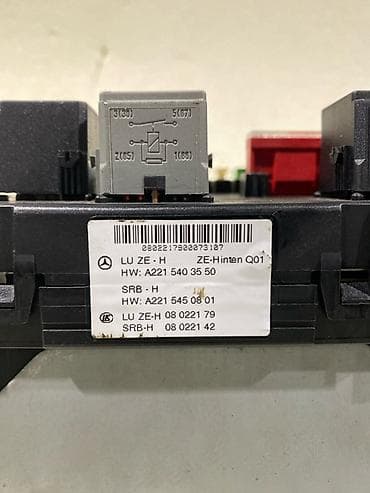 3(30) 5(87)
2(85) 1(86)
0802217900073107
LU ZE - H ZE-Hinten Q01
HW: A221 540 35 50
SRB - H
HW: A221 545 08 01
LU ZE-H 08 0221 79
SRB-H 08 0221 42